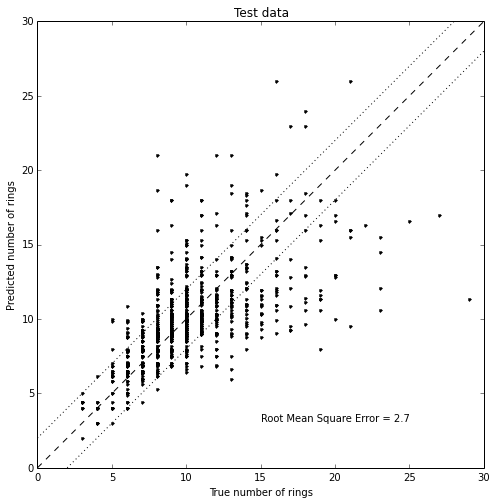 Test data
30
25
20
15
10
5
0
Predicted number of rings
Root Mean Square Error = 2.7
0 5 10 15 20 25 30
True number of rings